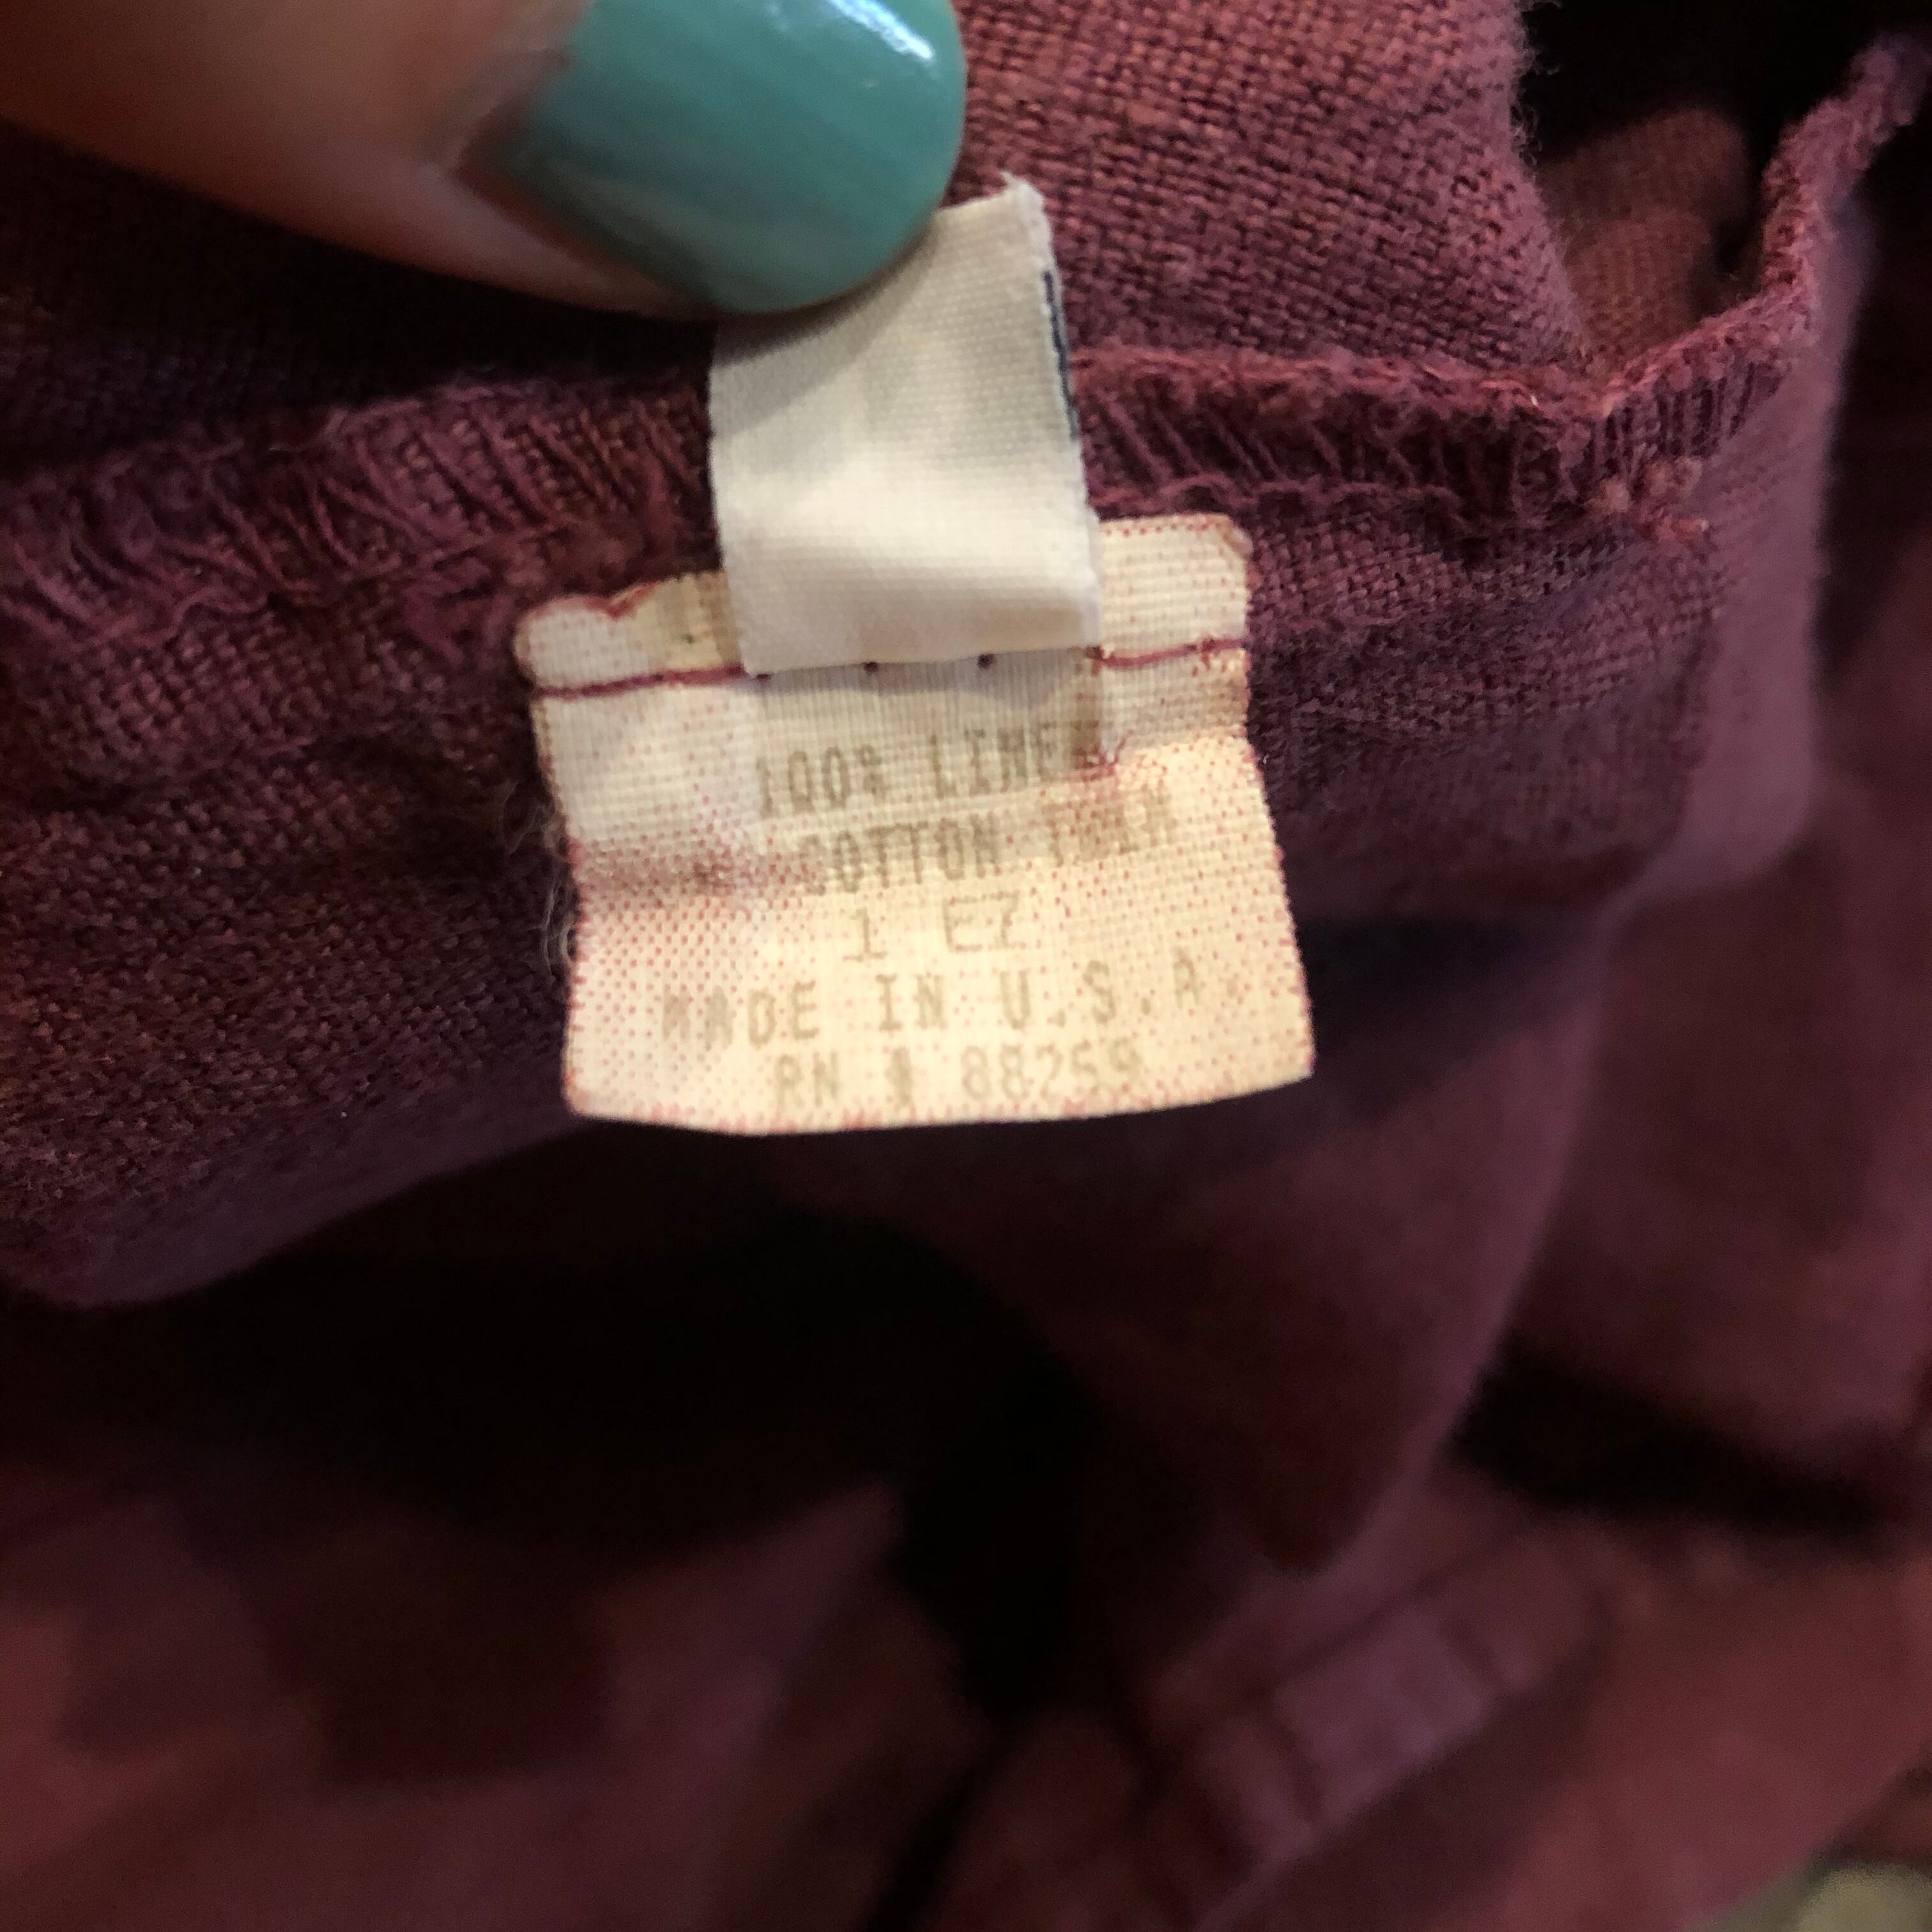 100% LINEN
COTTON TRIM
1 EZ
MADE IN U.S.A.
RN # 88259